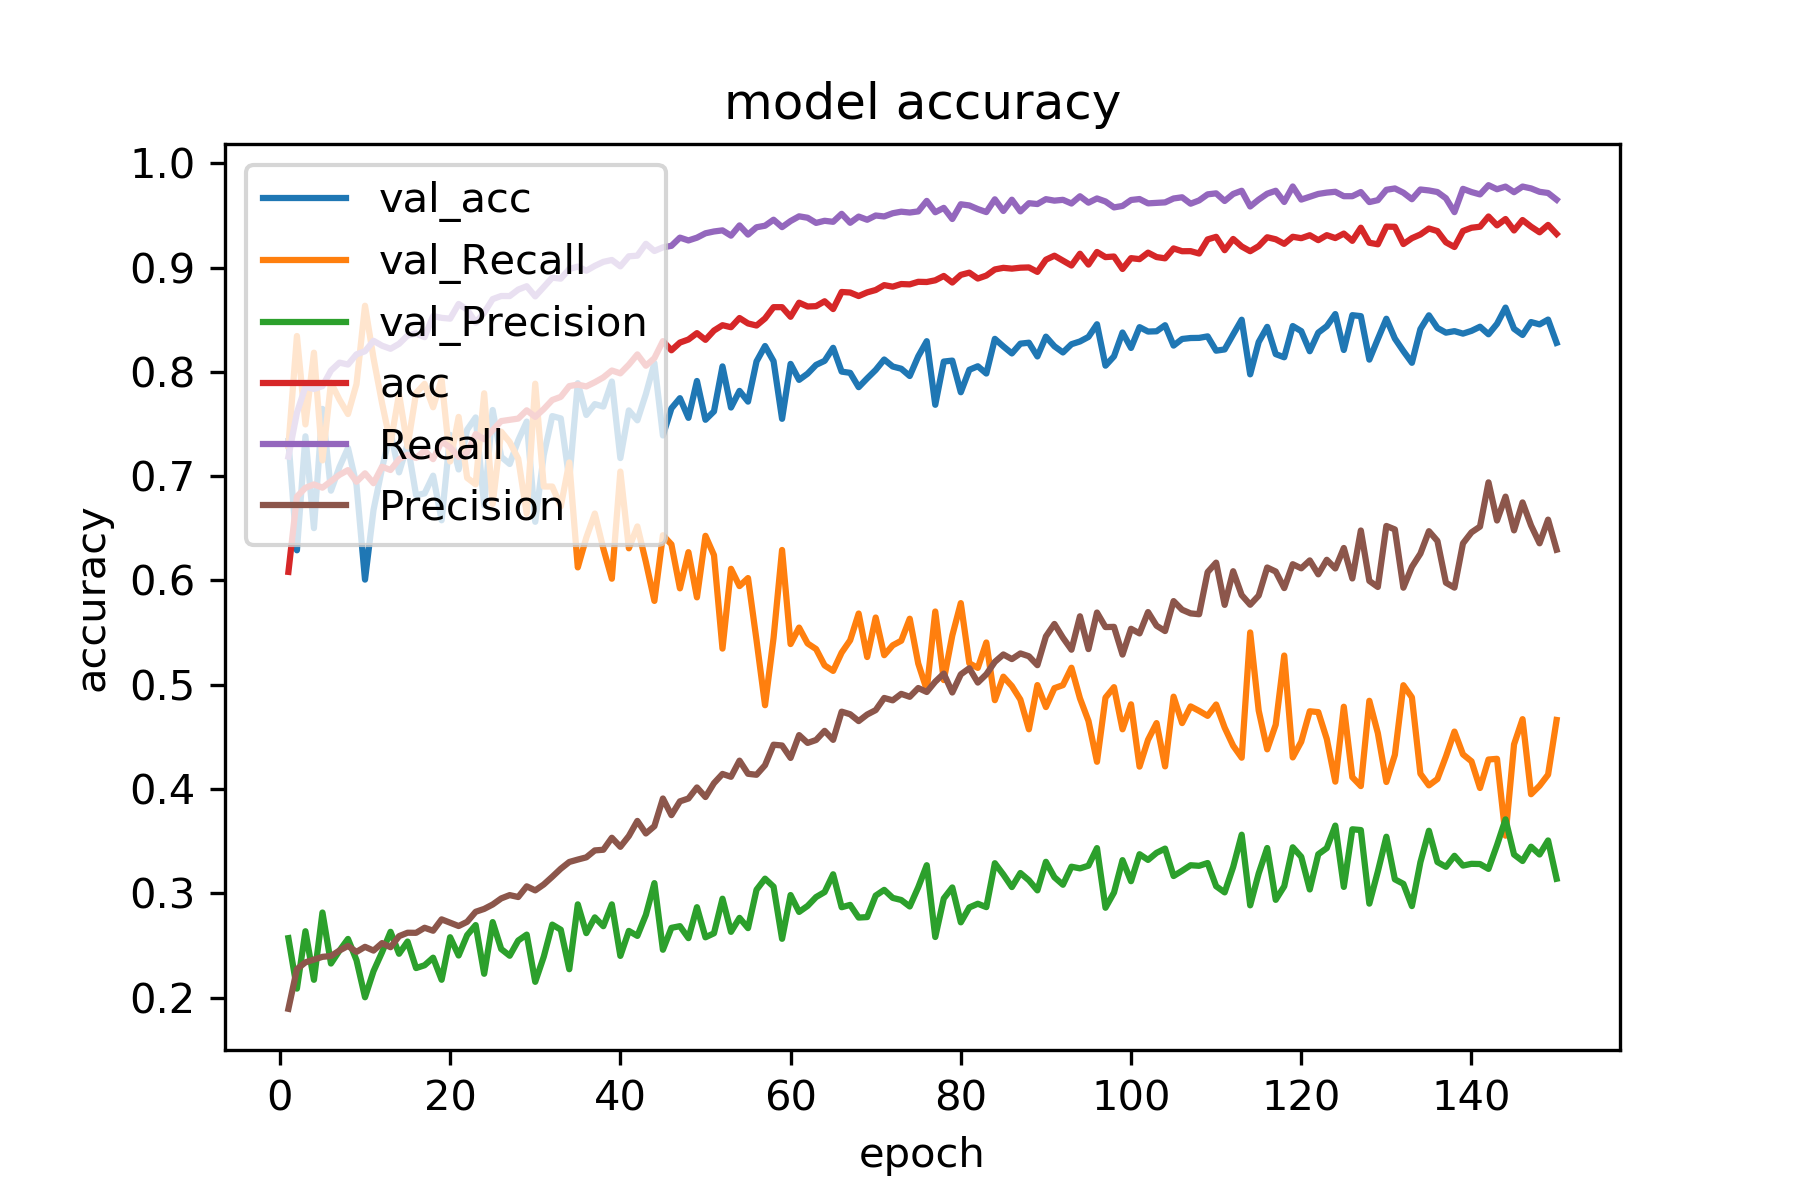 model accuracy
1.0
0.9
0.8
0.7
0.6
0.5
0.4
0.3
0.2
accuracy
val_acc
val_Recall
val_Precision
acc
Recall
Precision
0 20 40 60 80 100 120 140
epoch